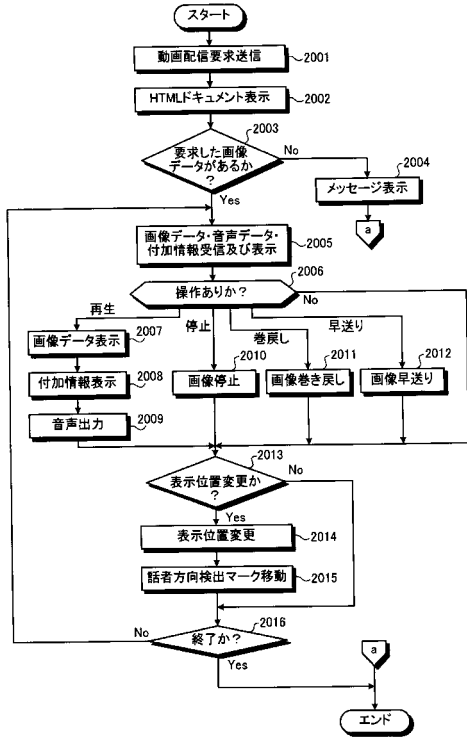 スタート
動画配信要求送信
2001
HTMLドキュメント表示
2002
2003
要求した画像
データがあるか
?
No
Yes
2004
メッセージ表示
a
画像データ・音声データ・
付加情報受信及び表示
2005
2006
操作ありか?
No
再生
停止
巻戻し
早送り
2007
画像データ表示
2008
付加情報表示
2009
音声出力
2010
画像停止
2011
画像巻き戻し
2012
画像早送り
2013
表示位置変更か
?
No
Yes
表示位置変更
2014
話者方向検出マーク移動
2015
2016
終了か?
No
Yes
a
エンド